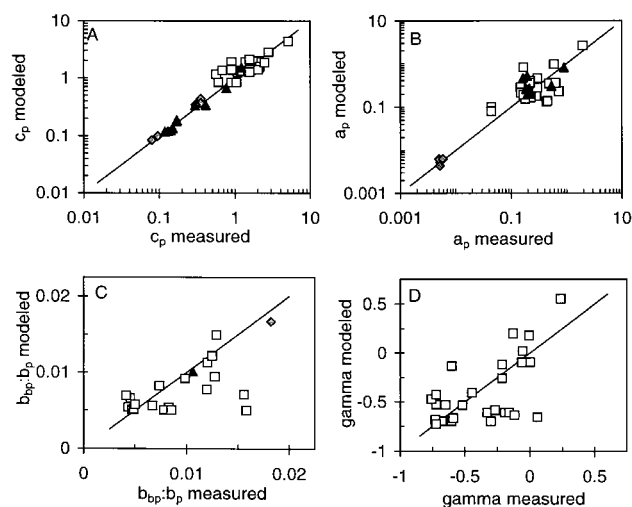 A
c_p modeled
10
1
0.1
0.01
0.01 0.1 1 10
c_p measured
B
a_p modeled
10
0.1
0.001
0.001 0.1 10
a_p measured
C
b_bp:b_p modeled
0.02
0.01
0
0 0.01 0.02
b_bp:b_p measured
D
gamma modeled
0.5
0
-0.5
-1
-1 -0.5 0 0.5
gamma measured